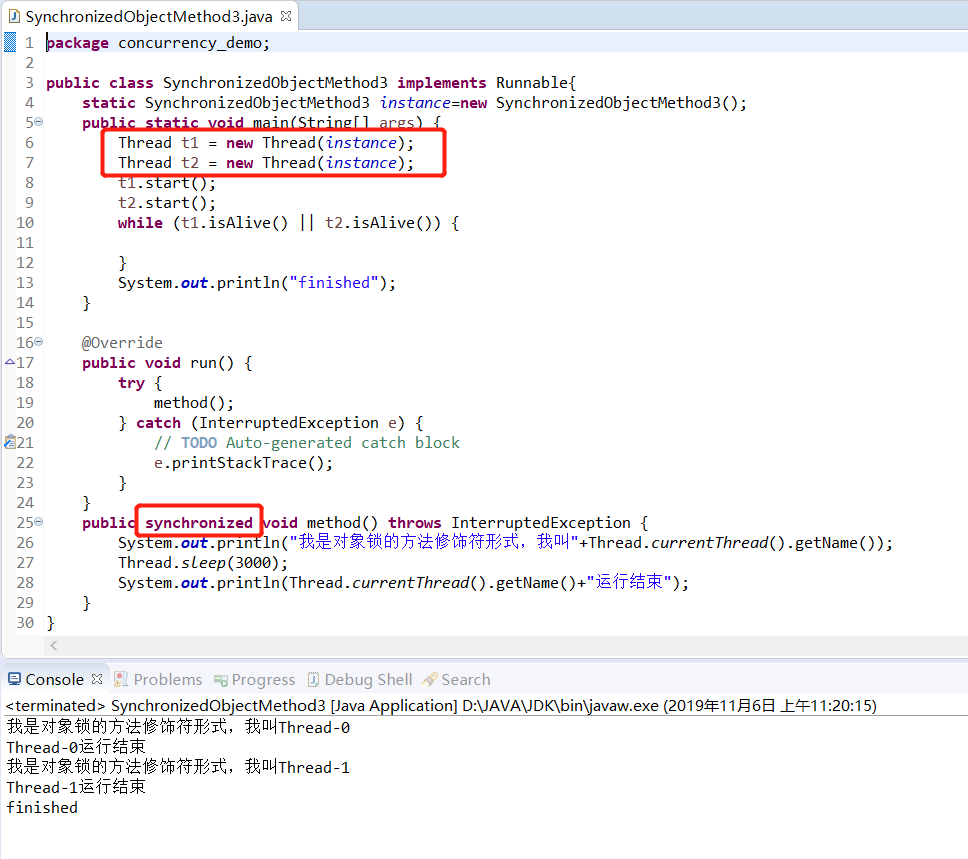 SynchronizedObjectMethod3.java
1 package concurrency_demo;
2
3 public class SynchronizedObjectMethod3 implements Runnable{
4     static SynchronizedObjectMethod3 instance=new SynchronizedObjectMethod3();
5     public static void main(String[] args) {
6         Thread t1 = new Thread(instance);
7         Thread t2 = new Thread(instance);
8         t1.start();
9         t2.start();
10         while (t1.isAlive() || t2.isAlive()) {
11
12         }
13         System.out.println("finished");
14     }
15
16     @Override
17     public void run() {
18         try {
19             method();
20         } catch (InterruptedException e) {
21             // TODO Auto-generated catch block
22             e.printStackTrace();
23         }
24     }
25     public synchronized void method() throws InterruptedException {
26         System.out.println("我是对象锁的方法修饰符形式，我叫"+Thread.currentThread().getName());
27         Thread.sleep(3000);
28         System.out.println(Thread.currentThread().getName()+"运行结束");
29     }
30 }
Console Problems Progress Debug Shell Search
<terminated> SynchronizedObjectMethod3 [Java Application] D:\JAVA\JDK\bin\javaw.exe (2019年11月6日 上午11:20:15)
我是对象锁的方法修饰符形式，我叫Thread-0
Thread-0运行结束
我是对象锁的方法修饰符形式，我叫Thread-1
Thread-1运行结束
finished